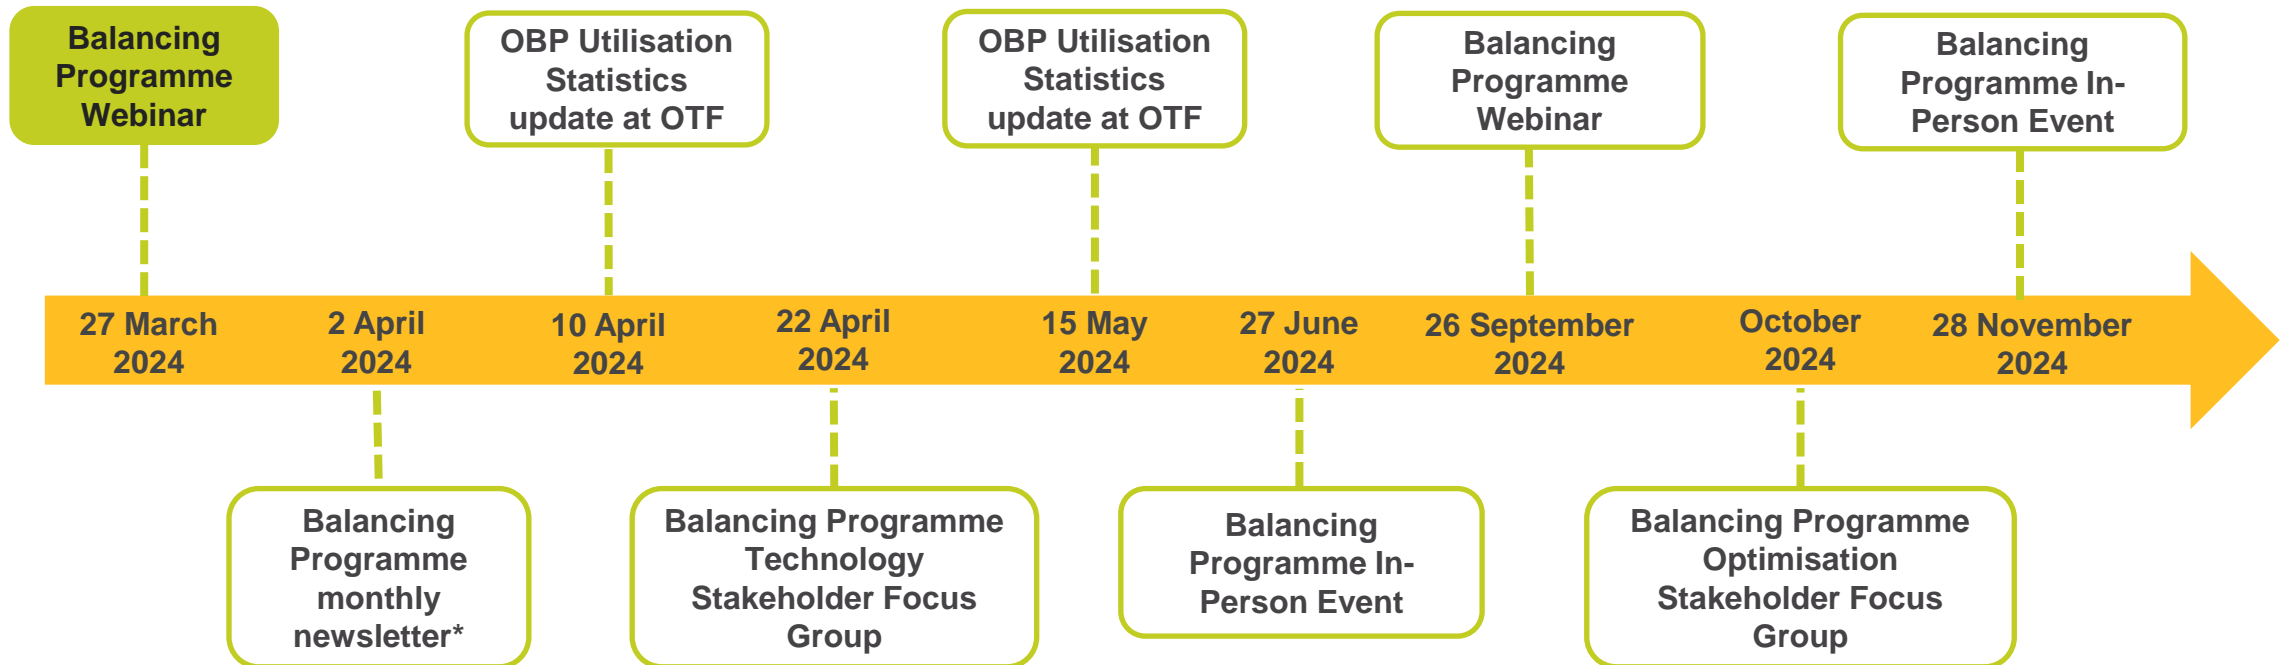 Balancing
Programme
Webinar
OBP Utilisation
Statistics
update at OTF
OBP Utilisation
Statistics
update at OTF
Balancing
Programme
Webinar
Balancing
Programme In-
Person Event
27 March
2024
2 April
2024
10 April
2024
22 April
2024
15 May
2024
27 June
2024
26 September
2024
October
2024
28 November
2024
Balancing
Programme
monthly
newsletter*
Balancing Programme
Technology
Stakeholder Focus
Group
Balancing
Programme In-
Person Event
Balancing Programme
Optimisation
Stakeholder Focus
Group